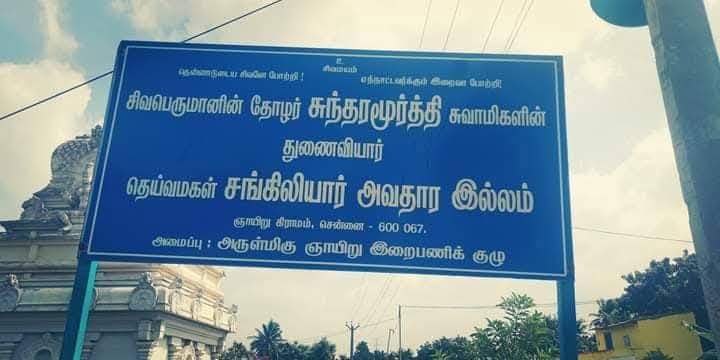 உ
சிவமயம்
தென்னாடுடைய சிவனே போற்றி ! எந்நாட்டவர்க்கும் இறைவா போற்றி!
சிவபெருமானின் தோழர் சுந்தரமூர்த்தி சுவாமிகளின்
துணைவியார்
தெய்வமகள் சங்கிலியார் அவதார இல்லம்
ஞாயிறு கிராமம், சென்னை - 600 067.
அமைப்பு : அருள்மிகு ஞாயிறு இறைபணிக் குழு